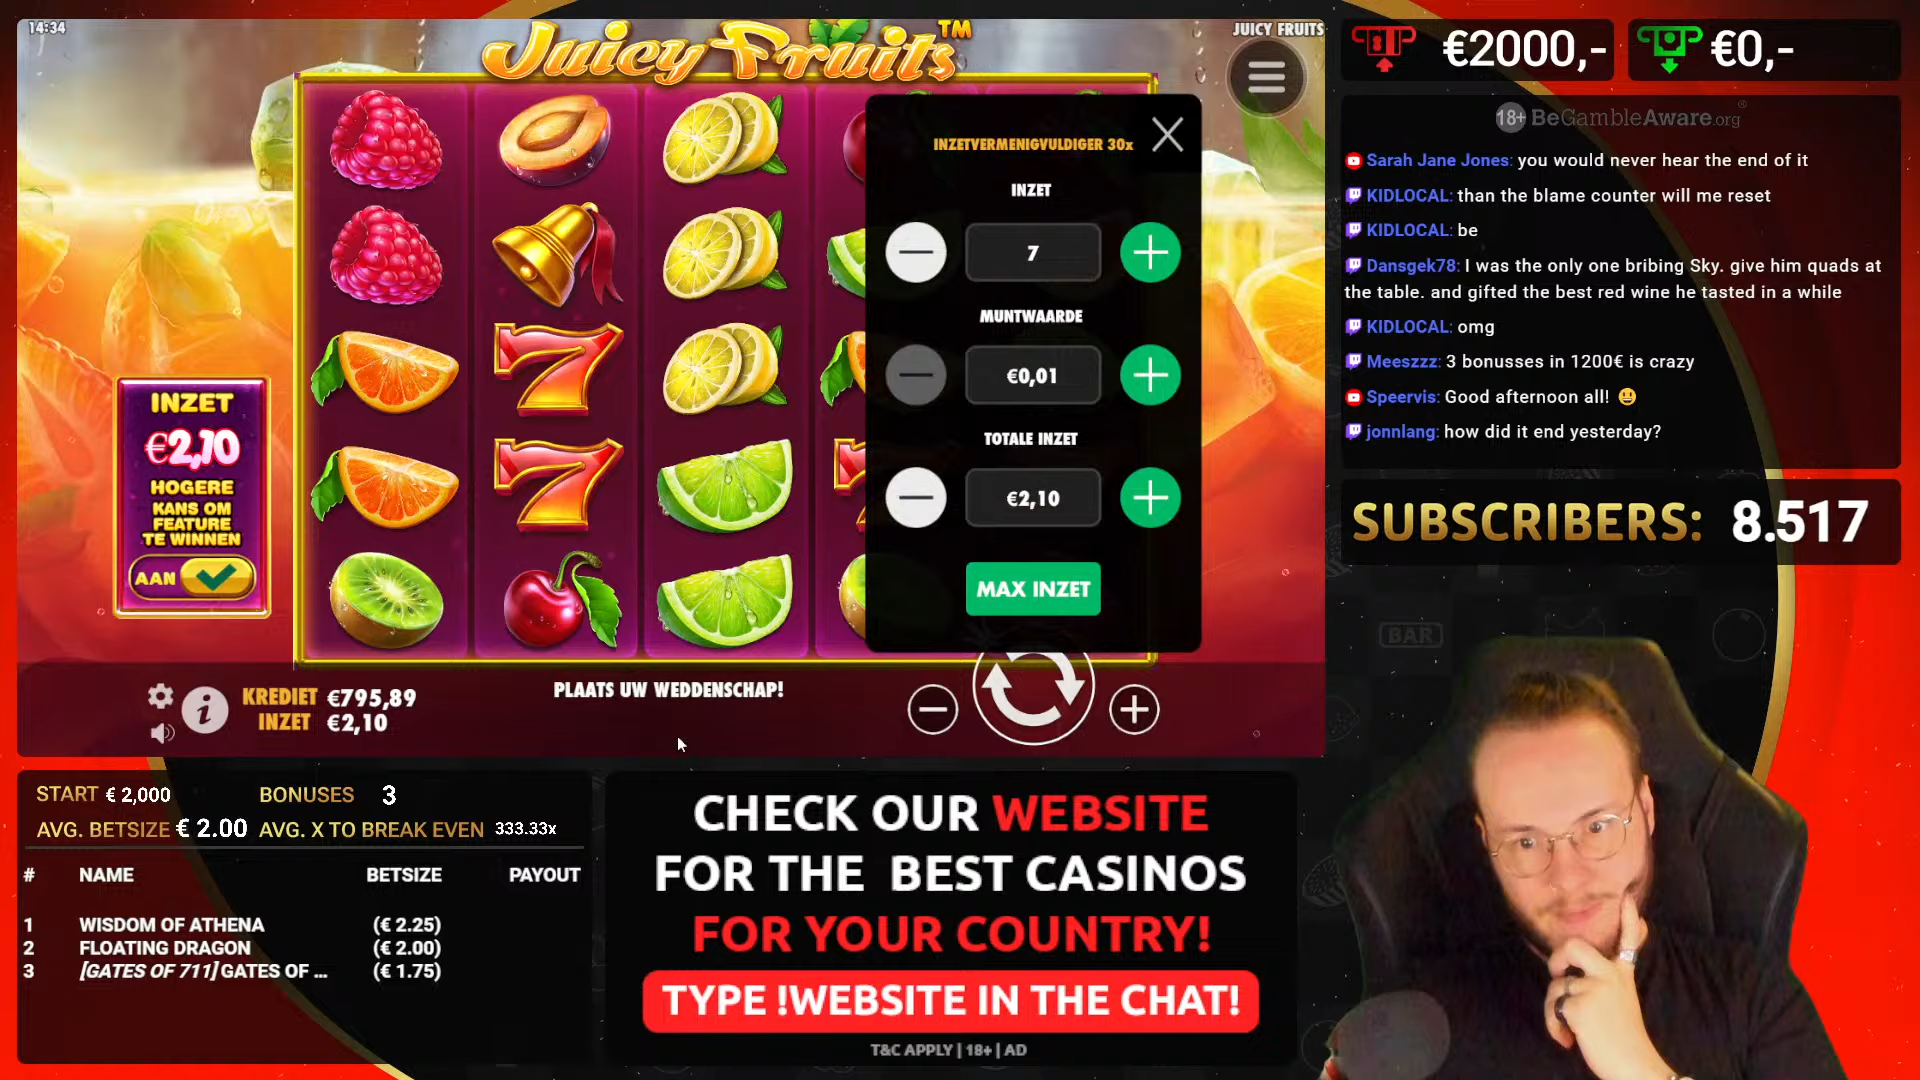 14:34
Juicy Fruits™
JUICY FRUITS
INZETVERMENIGVULDIGER 30x
INZET
7
MUNTWAARDE
€0,01
TOTALE INZET
€2,10
MAX INZET
INZET
€2,10
HOGERE
KANS OM
FEATURE
TE WINNEN
AAN
KREDIET €795,89
INZET €2,10
PLAATS UW WEDDENSCHAP!
€2000,-
€0,-
18+ BeGambleAware.org®
Sarah Jane Jones: you would never hear the end of it
KIDLOCAL: than the blame counter will me reset
KIDLOCAL: be
Dansgek78: I was the only one bribing Sky. give him quads at
the table. and gifted the best red wine he tasted in a while
KIDLOCAL: omg
Meeszzz: 3 bonusses in 1200€ is crazy
Speervis: Good afternoon all! 😃
jonnlang: how did it end yesterday?
SUBSCRIBERS: 8.517
BAR
START € 2,000 BONUSES 3
AVG. BETSIZE € 2.00 AVG. X TO BREAK EVEN 333.33x
# NAME BETSIZE PAYOUT
1 WISDOM OF ATHENA (€ 2.25)
2 FLOATING DRAGON (€ 2.00)
3 [GATES OF 711] GATES OF ... (€ 1.75)
CHECK OUR WEBSITE
FOR THE BEST CASINOS
FOR YOUR COUNTRY!
TYPE !WEBSITE IN THE CHAT!
T&C APPLY | 18+ | AD